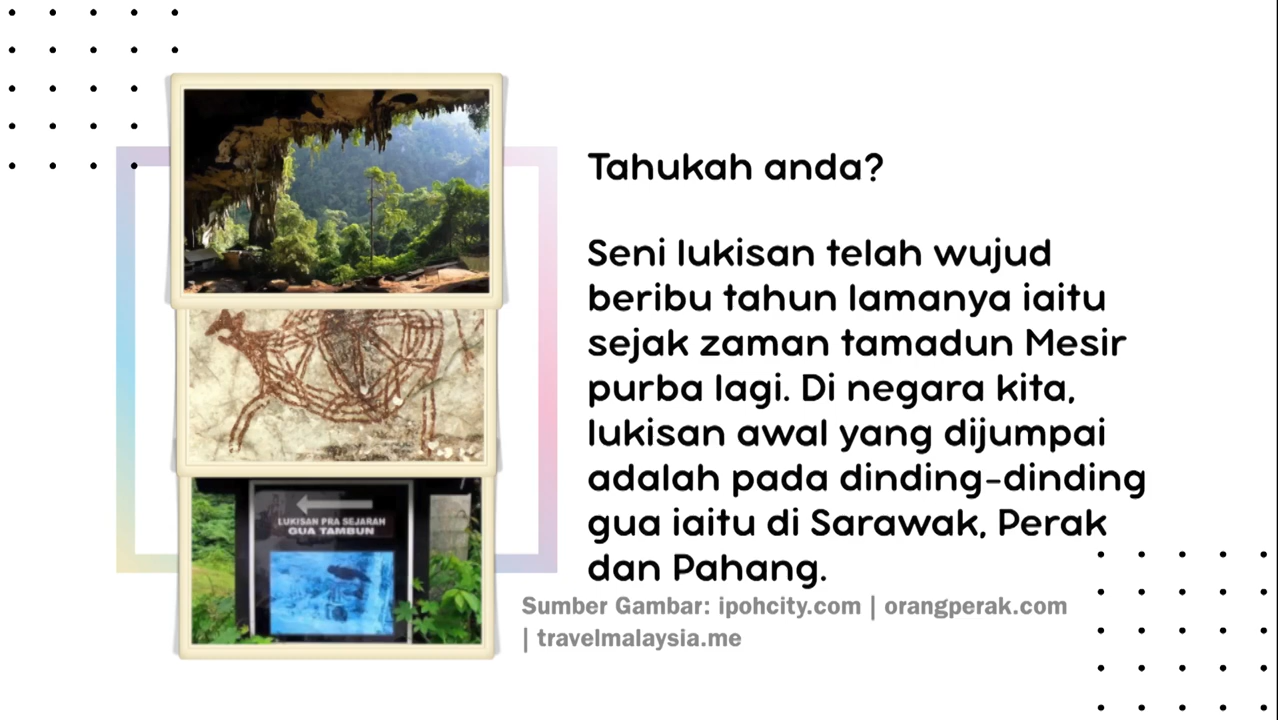 Tahukah anda?
Seni lukisan telah wujud
beribu tahun lamanya iaitu
sejak zaman tamadun Mesir
purba lagi. Di negara kita,
lukisan awal yang dijumpai
adalah pada dinding-dinding
gua iaitu di Sarawak, Perak
dan Pahang.
Sumber Gambar: ipohcity.com | orangperak.com
| travelmalaysia.me
LUKISAN PRA SEJARAH
GUA TAMBUN